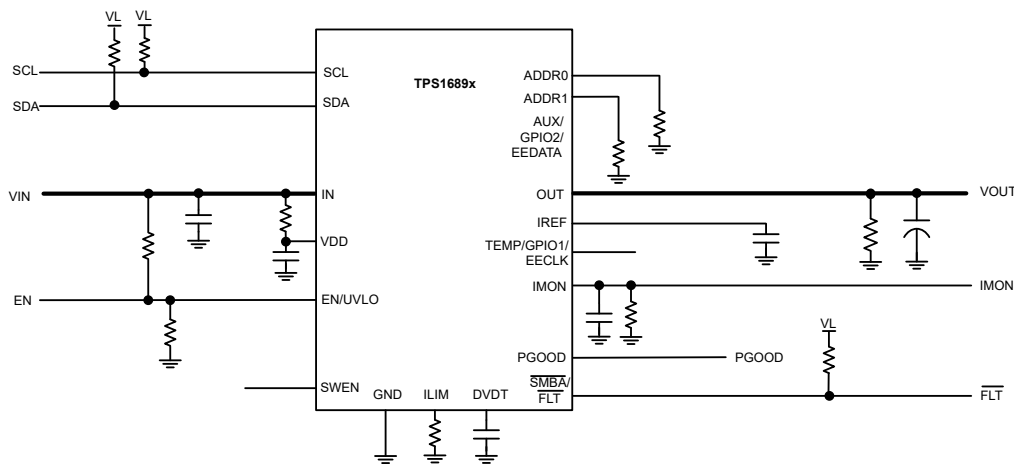 VL
VL
SCL
SDA
VIN
EN
TPS1689x
SCL
SDA
IN
VDD
EN/UVLO
SWEN
GND
ILIM
DVDT
ADDR0
ADDR1
AUX/
GPIO2/
EEDATA
OUT
IREF
TEMP/GPIO1/
EECLK
IMON
PGOOD
SMBA/
FLT
VOUT
IMON
VL
PGOOD
FLT